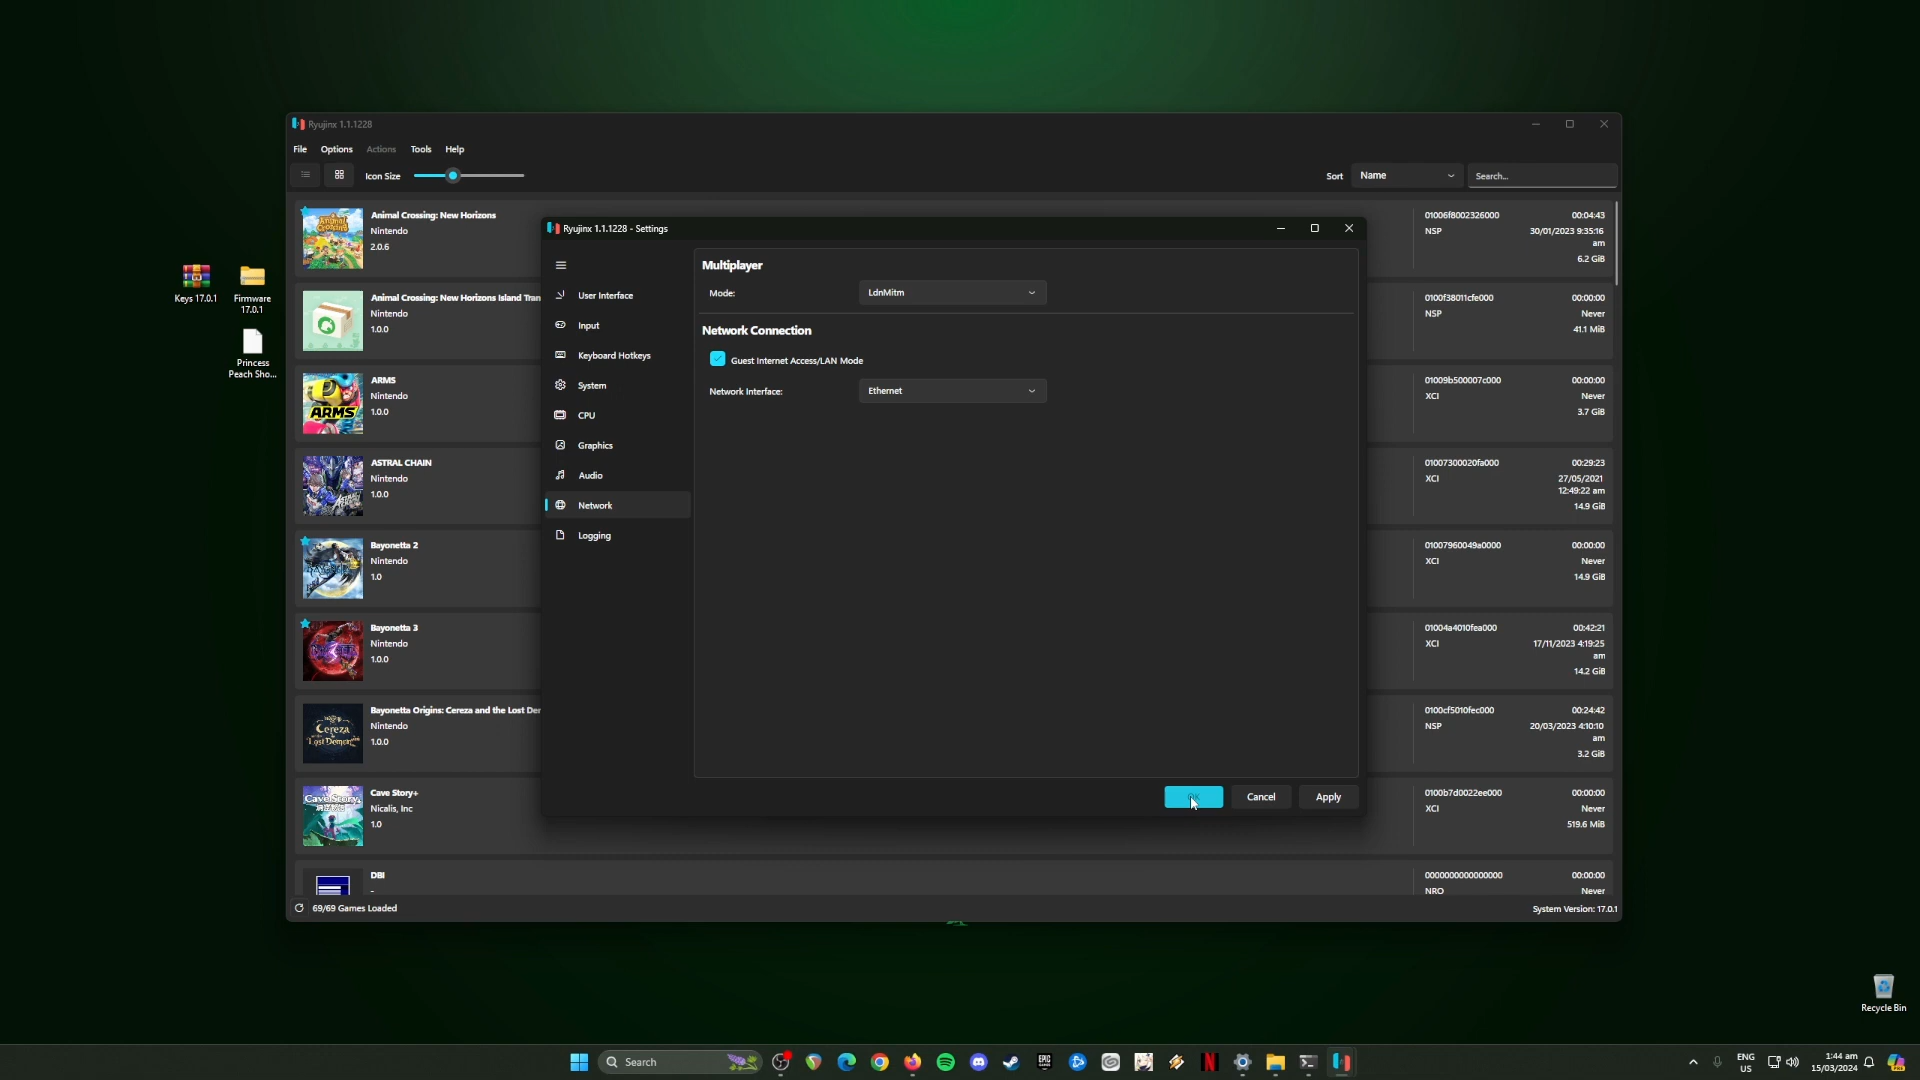 Ryujinx 1.1.1228
File Options Actions Tools Help
Icon Size
Sort Name Search...
Animal Crossing: New Horizons
Nintendo
2.0.6
01006f8002326000 00:04:43
NSP 30/01/2023 9:35:16
am
6.2 GiB
Animal Crossing: New Horizons Island Tran
Nintendo
1.0.0
0100f38011cfe000 00:00:00
NSP Never
41.1 MiB
ARMS
Nintendo
1.0.0
01009b500007c000 00:00:00
XCI Never
3.7 GiB
ASTRAL CHAIN
Nintendo
1.0.0
01007300020fa000 00:29:23
XCI 27/05/2021
12:49:22 am
14.9 GiB
Bayonetta 2
Nintendo
1.0
01007960049a0000 00:00:00
XCI Never
14.9 GiB
Bayonetta 3
Nintendo
1.0.0
01004a4010fea000 00:42:21
XCI 17/11/2023 4:19:25
am
14.2 GiB
Bayonetta Origins: Cereza and the Lost Der
Nintendo
1.0.0
0100cf5010fec000 00:24:42
NSP 20/03/2023 4:10:10
am
3.2 GiB
Cave Story+
Nicalis, Inc
1.0
0100b7d0022ee000 00:00:00
XCI Never
519.6 MiB
DBI
-
0000000000000000 00:00:00
NRO Never
69/69 Games Loaded
System Version: 17.0.1
Ryujinx 1.1.1228 - Settings
User Interface
Input
Keyboard Hotkeys
System
CPU
Graphics
Audio
Network
Logging
Multiplayer
Mode: LdnMitm
Network Connection
Guest Internet Access/LAN Mode
Network Interface: Ethernet
OK Cancel Apply
Keys 17.0.1
Firmware
17.0.1
Princess
Peach Sho...
Recycle Bin
Search
ENG
US
1:44 am
15/03/2024